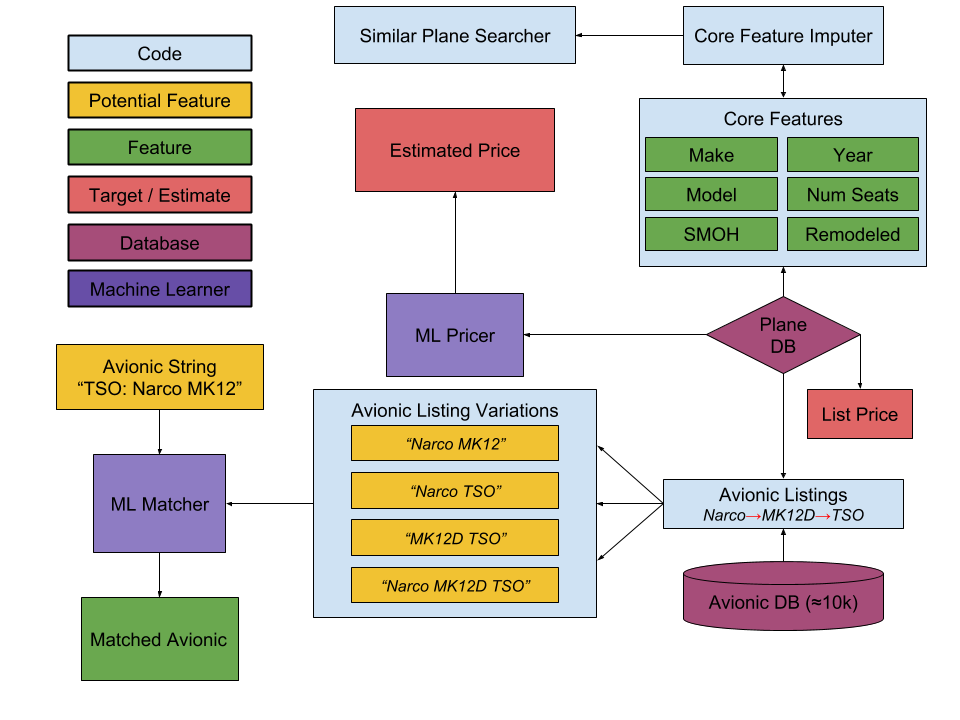 Code
Potential Feature
Feature
Target / Estimate
Database
Machine Learner
Similar Plane Searcher
Core Feature Imputer
Core Features
Make
Year
Model
Num Seats
SMOH
Remodeled
Estimated Price
ML Pricer
Plane
DB
List Price
Avionic String
“TSO: Narco MK12”
ML Matcher
Matched Avionic
Avionic Listing Variations
“Narco MK12”
“Narco TSO”
“MK12D TSO”
“Narco MK12D TSO”
Avionic Listings
Narco→MK12D→TSO
Avionic DB (≈10k)